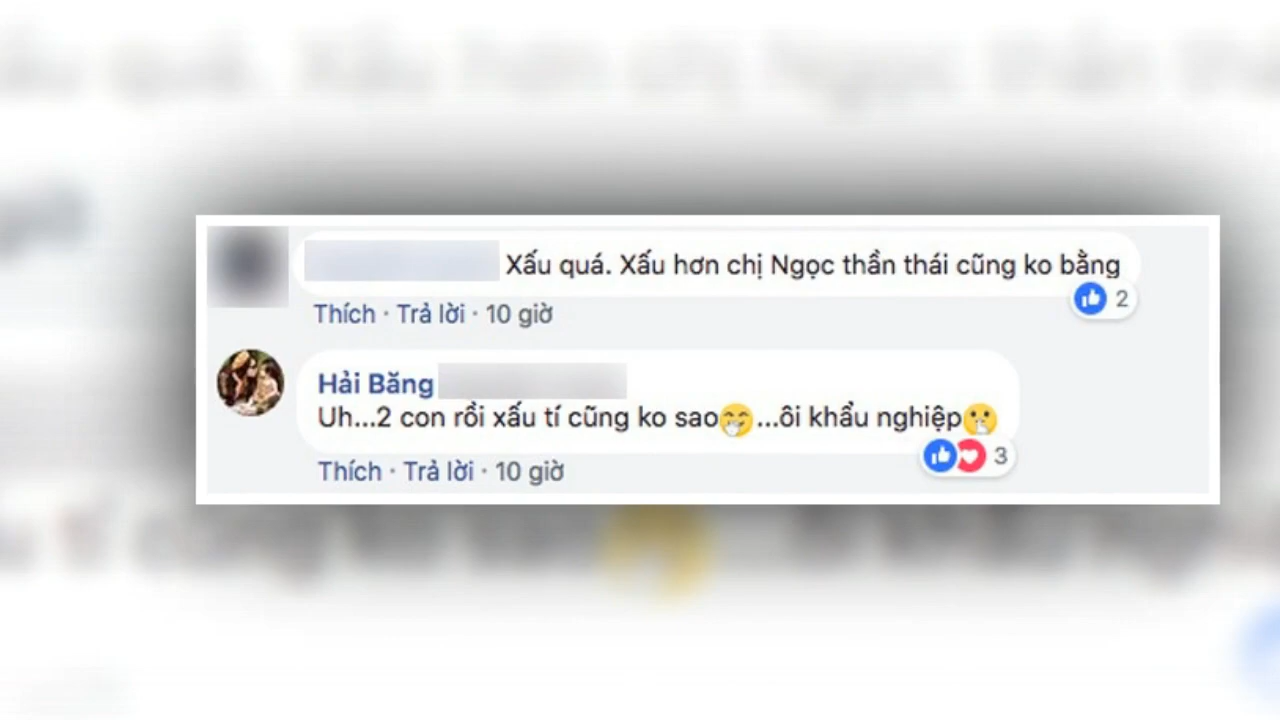 Xấu quá. Xấu hơn chị Ngọc thần thái cũng ko bằng
2
Thích · Trả lời · 10 giờ
Hải Băng
Uh...2 con rồi xấu tí cũng ko sao🤭...ôi khẩu nghiệp🤫
3
Thích · Trả lời · 10 giờ